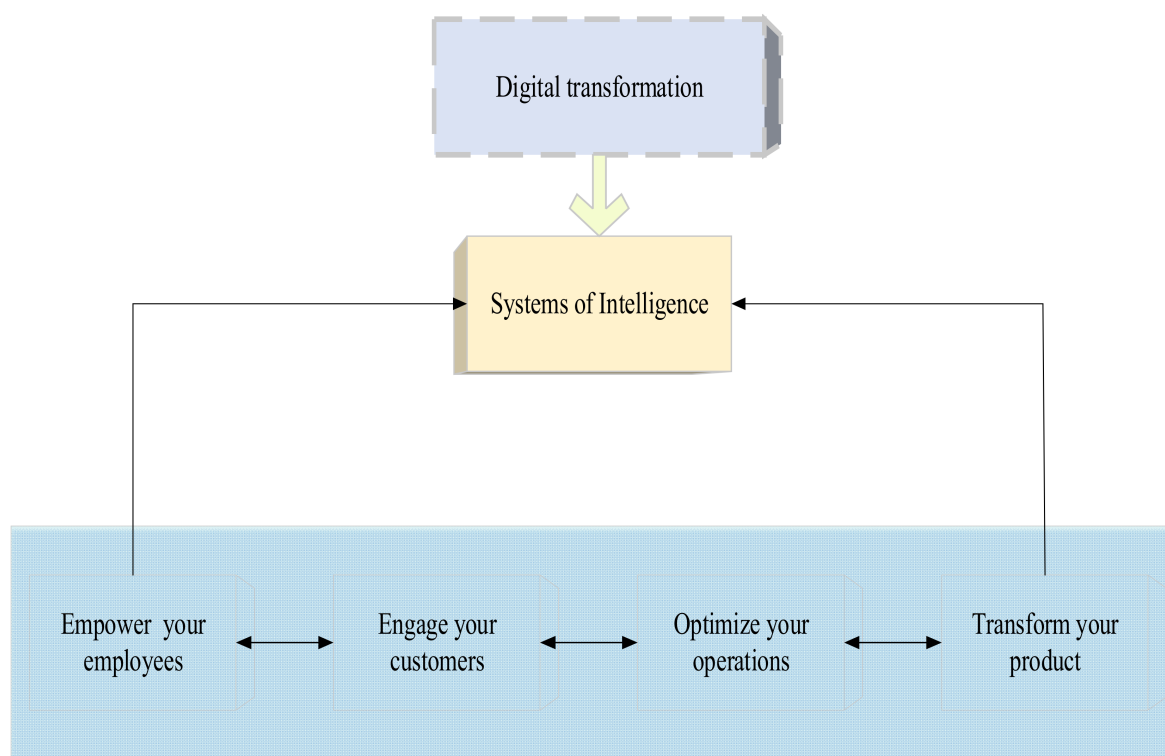 Digital transformation
Systems of Intelligence
Empower your
employees
Engage your
customers
Optimize your
operations
Transform your
product